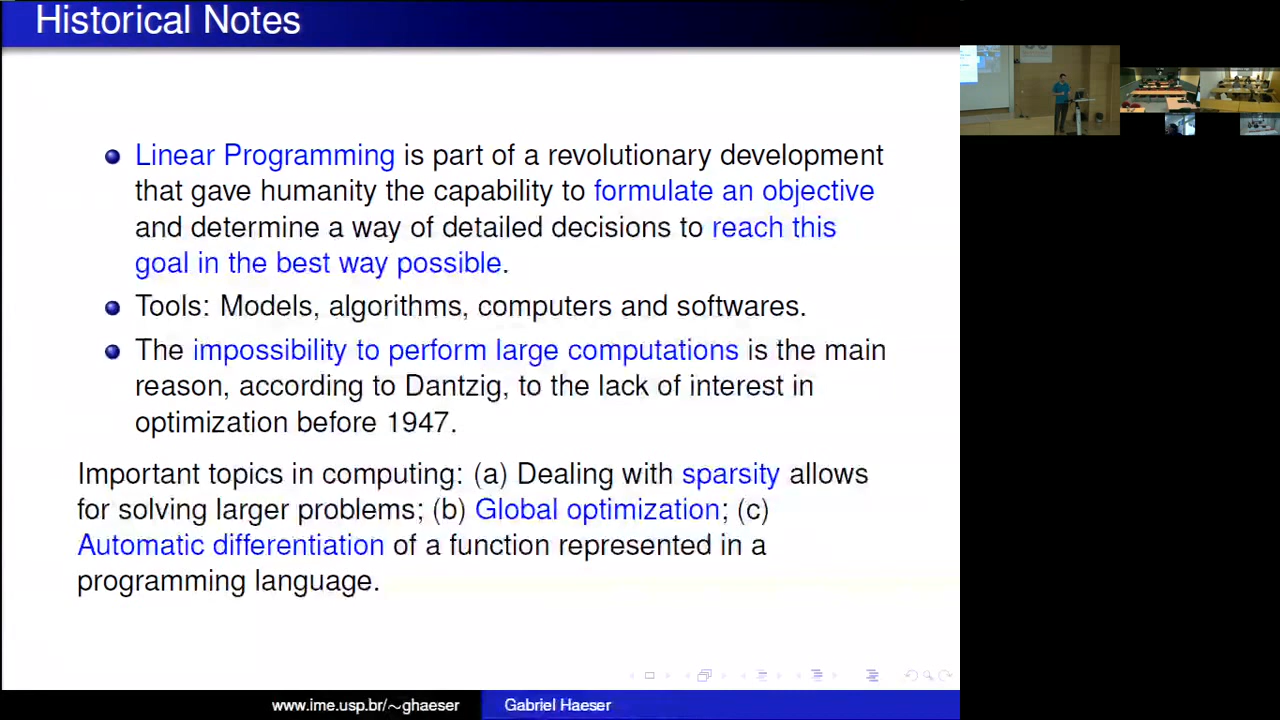 Historical Notes
Linear Programming is part of a revolutionary development
that gave humanity the capability to formulate an objective
and determine a way of detailed decisions to reach this
goal in the best way possible.
Tools: Models, algorithms, computers and softwares.
The impossibility to perform large computations is the main
reason, according to Dantzig, to the lack of interest in
optimization before 1947.
Important topics in computing: (a) Dealing with sparsity allows
for solving larger problems; (b) Global optimization; (c)
Automatic differentiation of a function represented in a
programming language.
www.ime.usp.br/~ghaeser
Gabriel Haeser